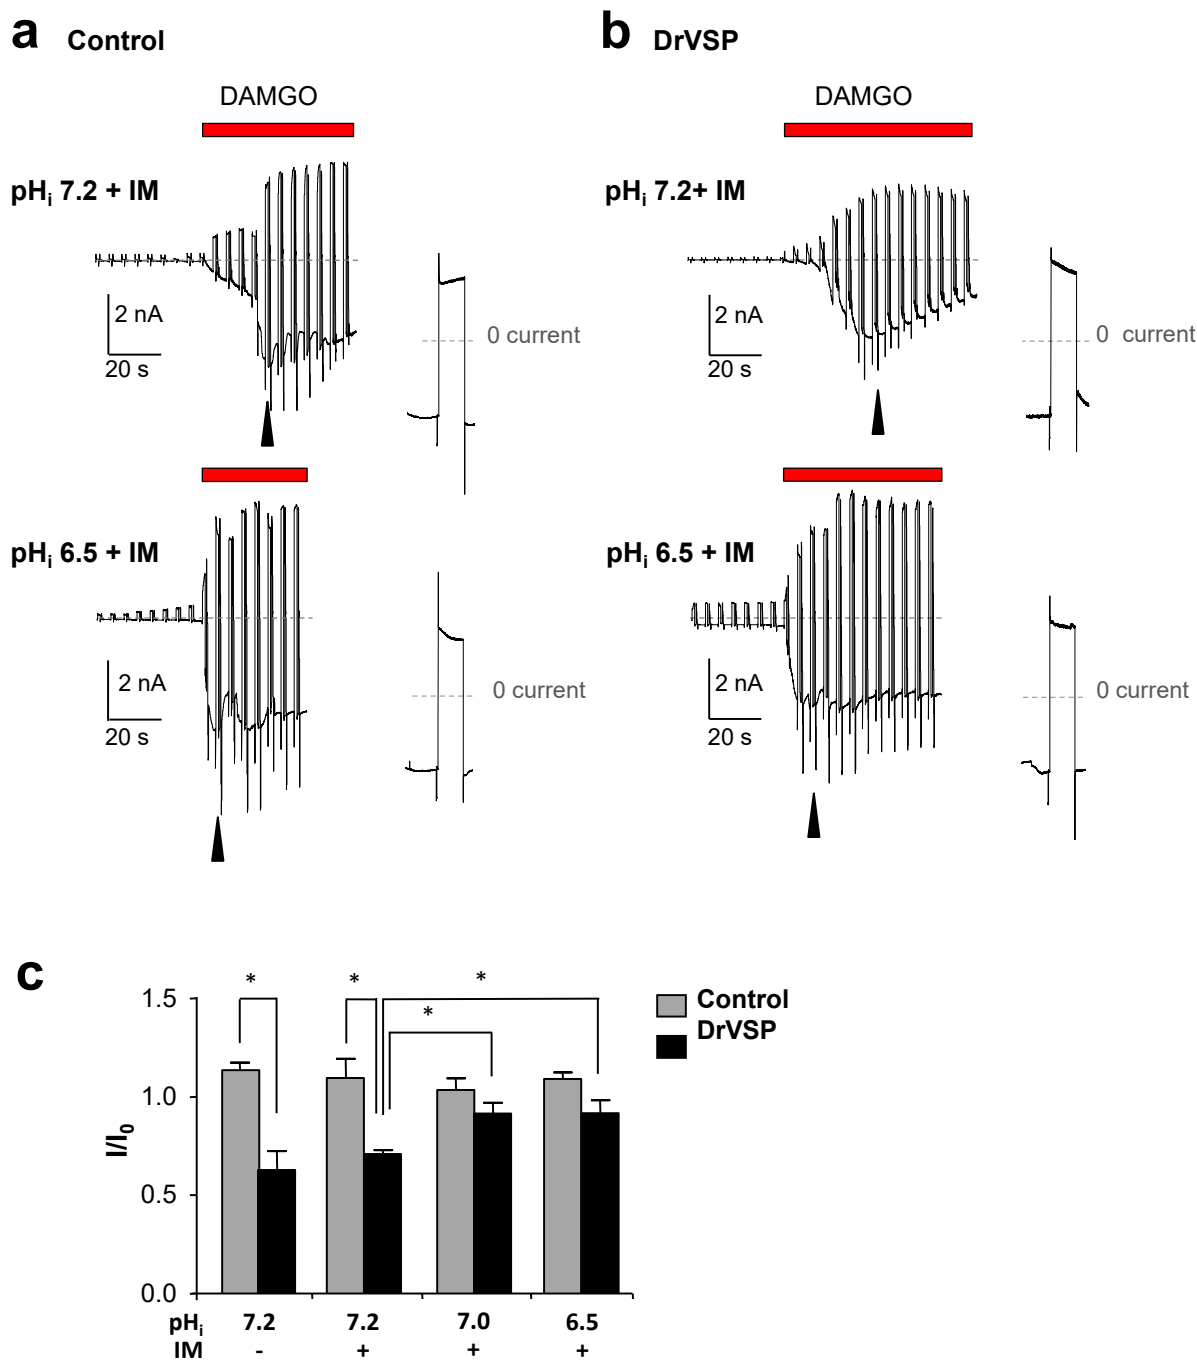 a Control
DAMGO
pHi 7.2 + IM
2 nA
20 s
0 current
pHi 6.5 + IM
2 nA
20 s
0 current
b DrVSP
DAMGO
pHi 7.2+ IM
2 nA
20 s
0 current
pHi 6.5 + IM
2 nA
20 s
0 current
c
* * * *
1.5
1.0
0.5
0.0
I/I0
Control
DrVSP
pHi 7.2 7.2 7.0 6.5
IM - + + +